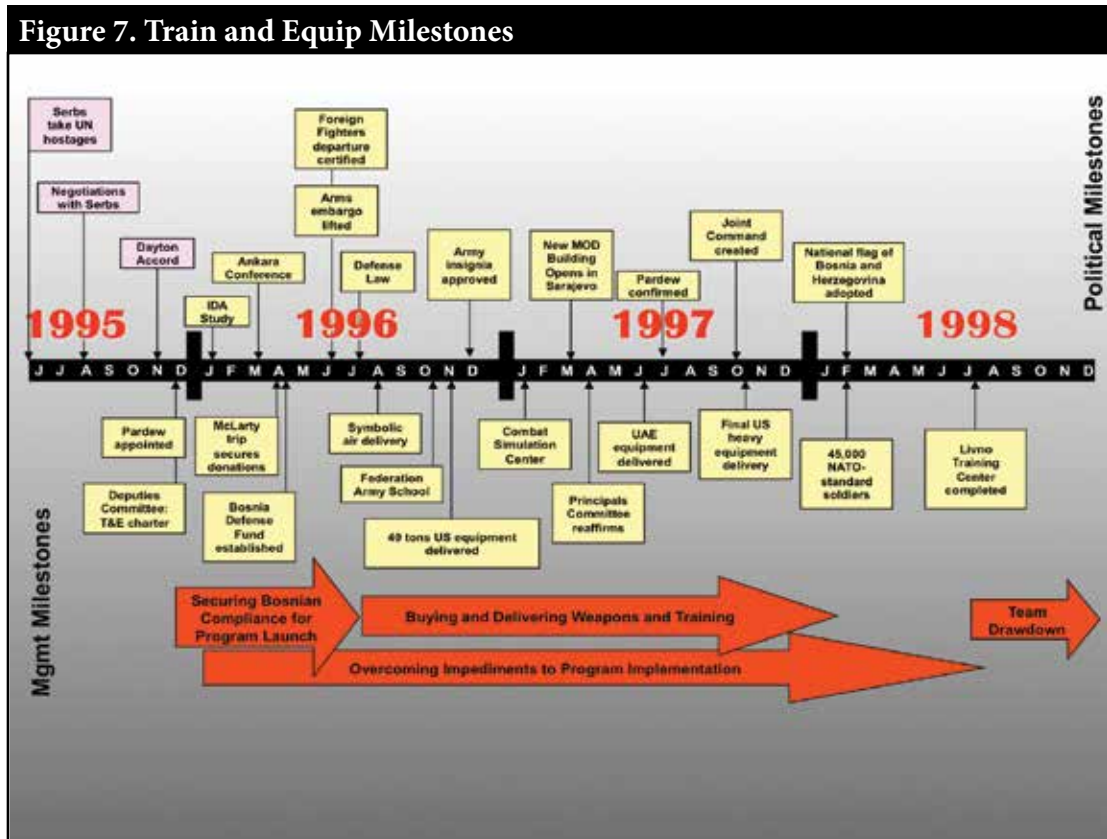 Figure 7. Train and Equip Milestones
Serbs
take UN
hostages
Negotiations
with Serbs
Dayton
Accord
IDA
Study
Ankara
Conference
Foreign
Fighters
departure
certified
Arms
embargo
lifted
Defense
Law
Army
insignia
approved
New MOD
Building
Opens in
Sarajevo
Pardew
confirmed
Joint
Command
created
National flag of
Bosnia and
Herzegovina
adopted
Political Milestones
1995
1996
1997
1998
J J A S O N D J F M A M J J A S O N D J F M A M J J A S O N D J F M A M J J A S O N D
Pardew
appointed
Deputies
Committee:
T&E charter
McLarty
trip
secures
donations
Bosnia
Defense
Fund
established
Symbolic
air delivery
Federation
Army School
49 tons US equipment
delivered
Combat
Simulation
Center
Principals
Committee
reaffirms
UAE
equipment
delivered
Final US
heavy
equipment
delivery
45,000
NATO-
standard
soldiers
Livno
Training
Center
completed
Mgmt Milestones
Securing Bosnian
Compliance for
Program Launch
Buying and Delivering Weapons and Training
Overcoming Impediments to Program Implementation
Team
Drawdown